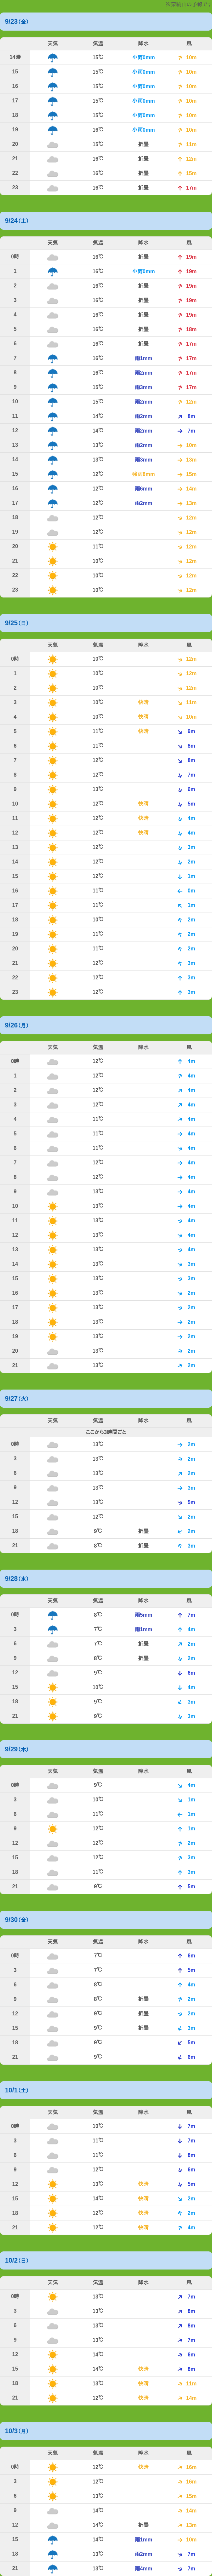 ※乗鞍山の予報です
9/23(金)
天気 気温 降水 風
14時 15℃ 小雨0mm 10m
15 15℃ 小雨0mm 10m
16 15℃ 小雨0mm 10m
17 15℃ 小雨0mm 10m
18 15℃ 小雨0mm 10m
19 16℃ 小雨0mm 10m
20 15℃ 折曇 11m
21 16℃ 折曇 12m
22 16℃ 折曇 15m
23 16℃ 折曇 17m
9/24(土)
天気 気温 降水 風
0時 16℃ 折曇 19m
1 16℃ 小雨0mm 19m
2 16℃ 折曇 19m
3 16℃ 折曇 19m
4 16℃ 折曇 19m
5 16℃ 折曇 18m
6 16℃ 折曇 17m
7 16℃ 雨1mm 17m
8 16℃ 雨2mm 17m
9 15℃ 雨3mm 17m
10 15℃ 雨2mm 12m
11 14℃ 雨2mm 8m
12 14℃ 雨2mm 7m
13 13℃ 雨2mm 10m
14 13℃ 雨3mm 13m
15 12℃ 強雨8mm 15m
16 12℃ 雨6mm 14m
17 12℃ 雨2mm 13m
18 12℃ 12m
19 12℃ 12m
20 11℃ 12m
21 10℃ 12m
22 10℃ 12m
23 10℃ 12m
9/25(日)
天気 気温 降水 風
0時 10℃ 12m
1 10℃ 12m
2 10℃ 12m
3 10℃ 快晴 11m
4 10℃ 快晴 10m
5 11℃ 快晴 9m
6 11℃ 8m
7 12℃ 8m
8 12℃ 7m
9 13℃ 6m
10 12℃ 快晴 5m
11 12℃ 快晴 4m
12 12℃ 快晴 4m
13 12℃ 3m
14 12℃ 2m
15 12℃ 1m
16 11℃ 0m
17 11℃ 1m
18 10℃ 2m
19 11℃ 2m
20 11℃ 2m
21 12℃ 3m
22 12℃ 3m
23 12℃ 3m
9/26(月)
天気 気温 降水 風
0時 12℃ 4m
1 12℃ 4m
2 12℃ 4m
3 12℃ 4m
4 11℃ 4m
5 11℃ 4m
6 11℃ 4m
7 12℃ 4m
8 12℃ 4m
9 13℃ 4m
10 13℃ 4m
11 13℃ 4m
12 13℃ 4m
13 13℃ 4m
14 13℃ 3m
15 13℃ 3m
16 13℃ 2m
17 13℃ 2m
18 13℃ 2m
19 13℃ 2m
20 13℃ 2m
21 13℃ 2m
9/27(火)
天気 気温 降水 風
ここから3時間ごと
0時 13℃ 2m
3 13℃ 2m
6 13℃ 2m
9 13℃ 3m
12 13℃ 5m
15 12℃ 2m
18 9℃ 折曇 2m
21 8℃ 折曇 3m
9/28(水)
天気 気温 降水 風
0時 8℃ 雨5mm 7m
3 7℃ 雨1mm 4m
6 7℃ 折曇 2m
9 8℃ 折曇 2m
12 9℃ 6m
15 10℃ 4m
18 9℃ 3m
21 9℃ 3m
9/29(木)
天気 気温 降水 風
0時 9℃ 4m
3 10℃ 1m
6 11℃ 1m
9 12℃ 1m
12 12℃ 2m
15 12℃ 3m
18 11℃ 3m
21 9℃ 5m
9/30(金)
天気 気温 降水 風
0時 7℃ 6m
3 7℃ 5m
6 8℃ 4m
9 8℃ 折曇 2m
12 9℃ 折曇 2m
15 9℃ 折曇 3m
18 9℃ 5m
21 9℃ 6m
10/1(土)
天気 気温 降水 風
0時 10℃ 7m
3 11℃ 7m
6 11℃ 8m
9 12℃ 6m
12 13℃ 快晴 5m
15 14℃ 快晴 2m
18 12℃ 快晴 2m
21 12℃ 快晴 4m
10/2(日)
天気 気温 降水 風
0時 13℃ 7m
3 13℃ 8m
6 13℃ 8m
9 13℃ 7m
12 14℃ 6m
15 14℃ 快晴 8m
18 13℃ 快晴 11m
21 12℃ 快晴 14m
10/3(月)
天気 気温 降水 風
0時 12℃ 快晴 16m
3 12℃ 16m
6 13℃ 15m
9 14℃ 14m
12 14℃ 折曇 13m
15 14℃ 雨1mm 10m
18 13℃ 雨2mm 7m
21 13℃ 雨4mm 7m